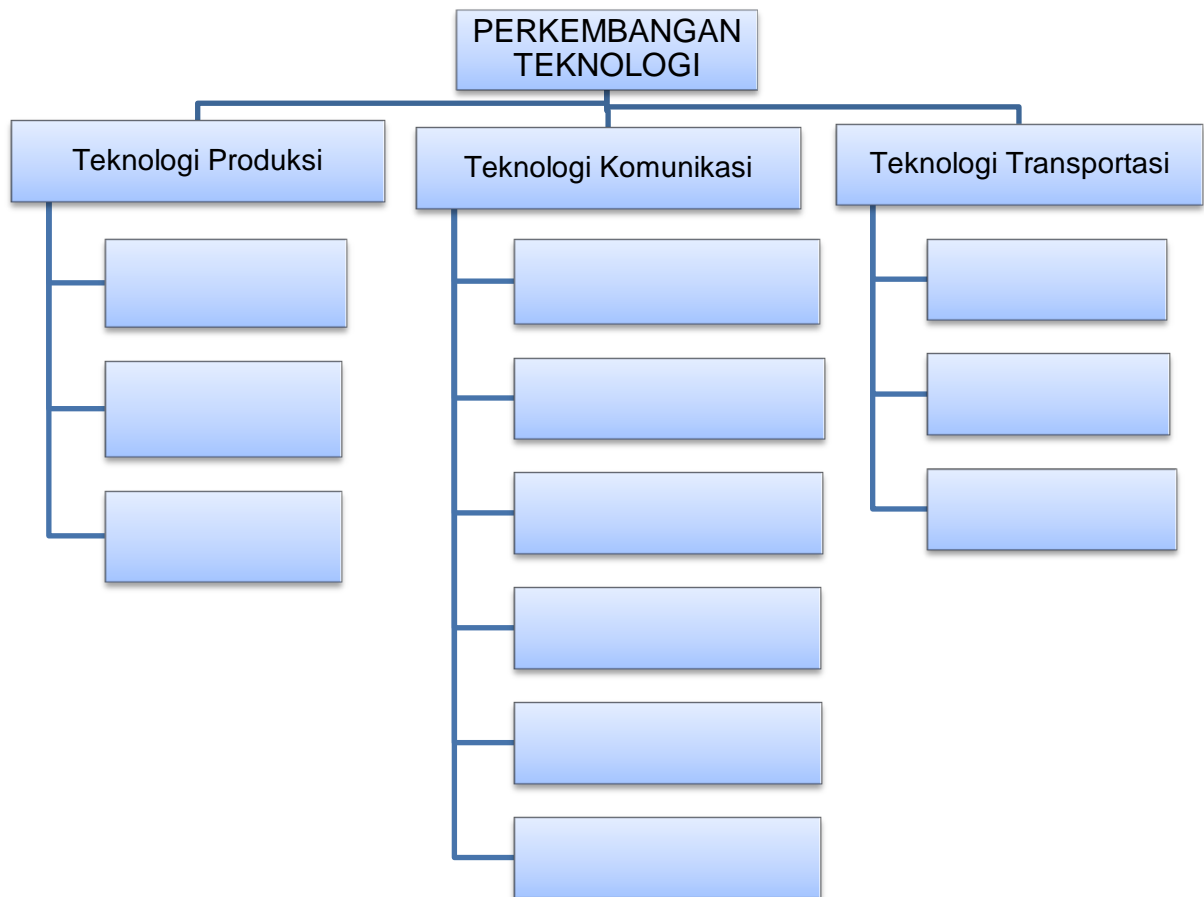 PERKEMBANGAN
TEKNOLOGI
Teknologi Produksi
Teknologi Komunikasi
Teknologi Transportasi